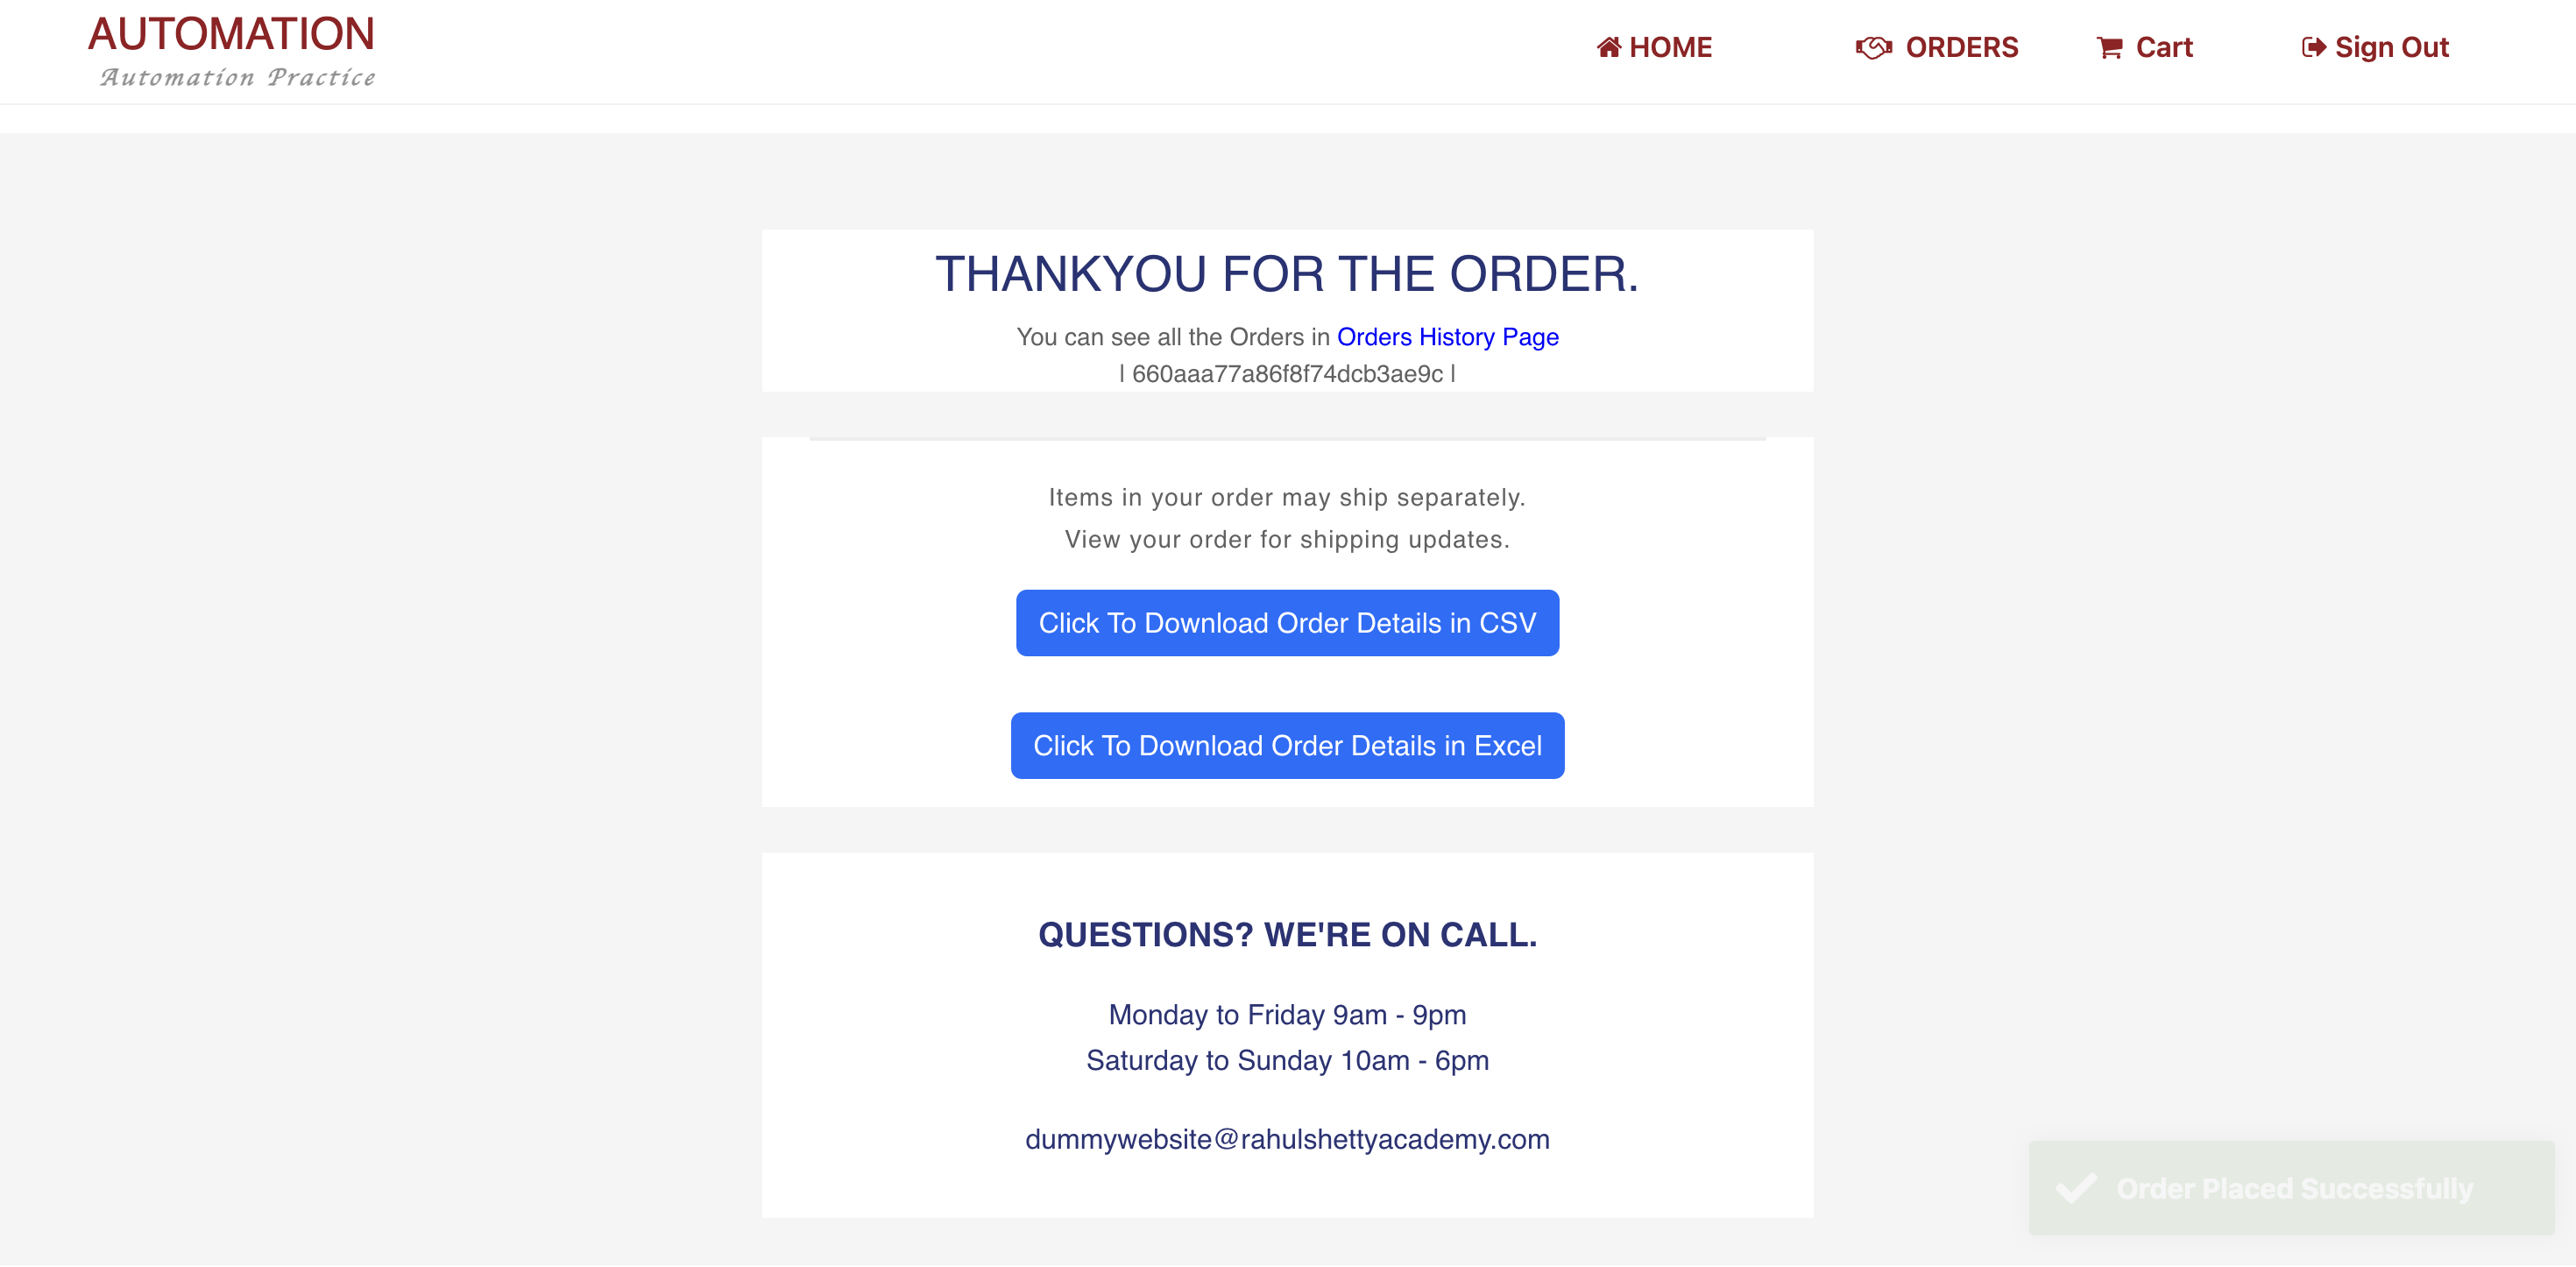 AUTOMATION
Automation Practice
HOME
ORDERS
Cart
Sign Out
THANKYOU FOR THE ORDER.
You can see all the Orders in Orders History Page
| 660aaa77a86f8f74dcb3ae9c |
Items in your order may ship separately.
View your order for shipping updates.
Click To Download Order Details in CSV
Click To Download Order Details in Excel
QUESTIONS? WE'RE ON CALL.
Monday to Friday 9am - 9pm
Saturday to Sunday 10am - 6pm
dummywebsite@rahulshettyacademy.com
Order Placed Successfully